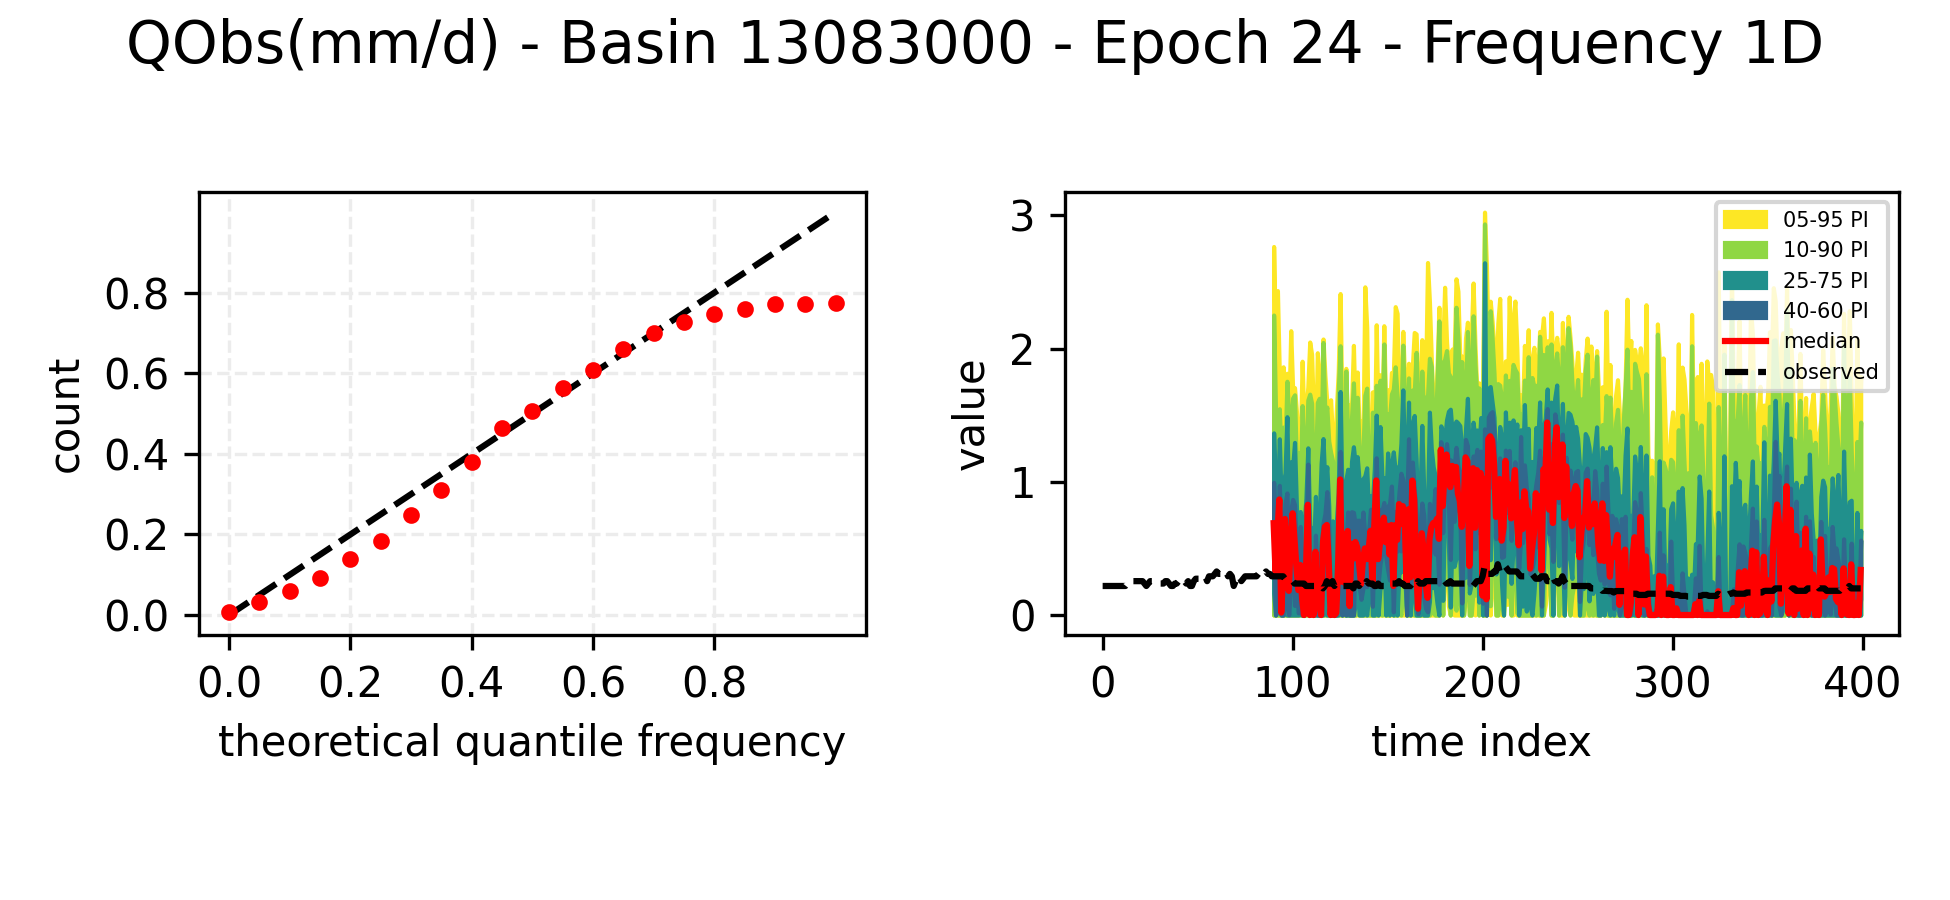 QObs(mm/d) - Basin 13083000 - Epoch 24 - Frequency 1D
count
0.8
0.6
0.4
0.2
0.0
0.0 0.2 0.4 0.6 0.8
theoretical quantile frequency
value
3
2
1
0
0 100 200 300 400
time index
05-95 PI
10-90 PI
25-75 PI
40-60 PI
median
observed